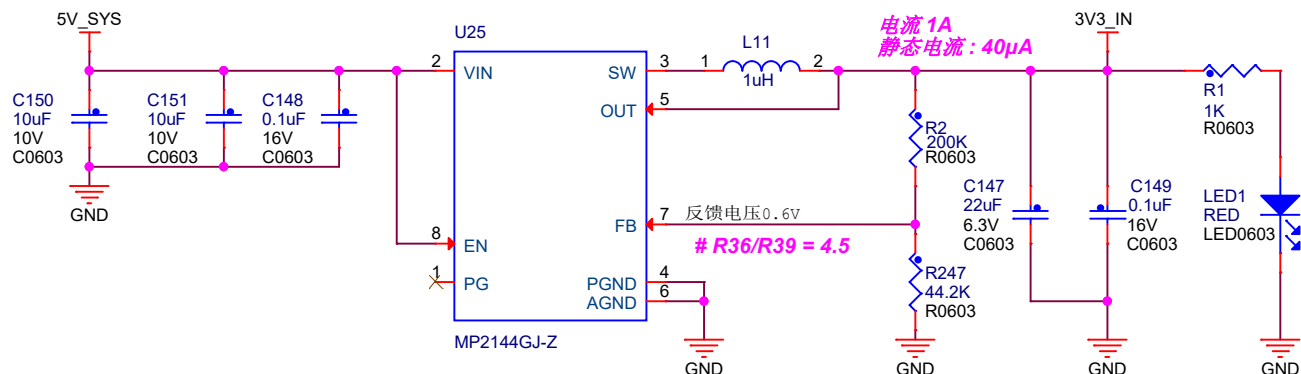 5V_SYS
C150
10uF
10V
C0603
C151
10uF
10V
C0603
C148
0.1uF
16V
C0603
GND
U25
2
VIN
8
EN
1
PG
SW
3
OUT
5
FB
7
PGND
4
AGND
6
MP2144GJ-Z
1
L11
2
1uH
电流 1A
静态电流 : 40μA
反馈电压0.6V
# R36/R39 = 4.5
GND
R2
200K
R0603
R247
44.2K
R0603
GND
3V3_IN
C147
22uF
6.3V
C0603
C149
0.1uF
16V
C0603
GND
R1
1K
R0603
LED1
RED
LED0603
GND